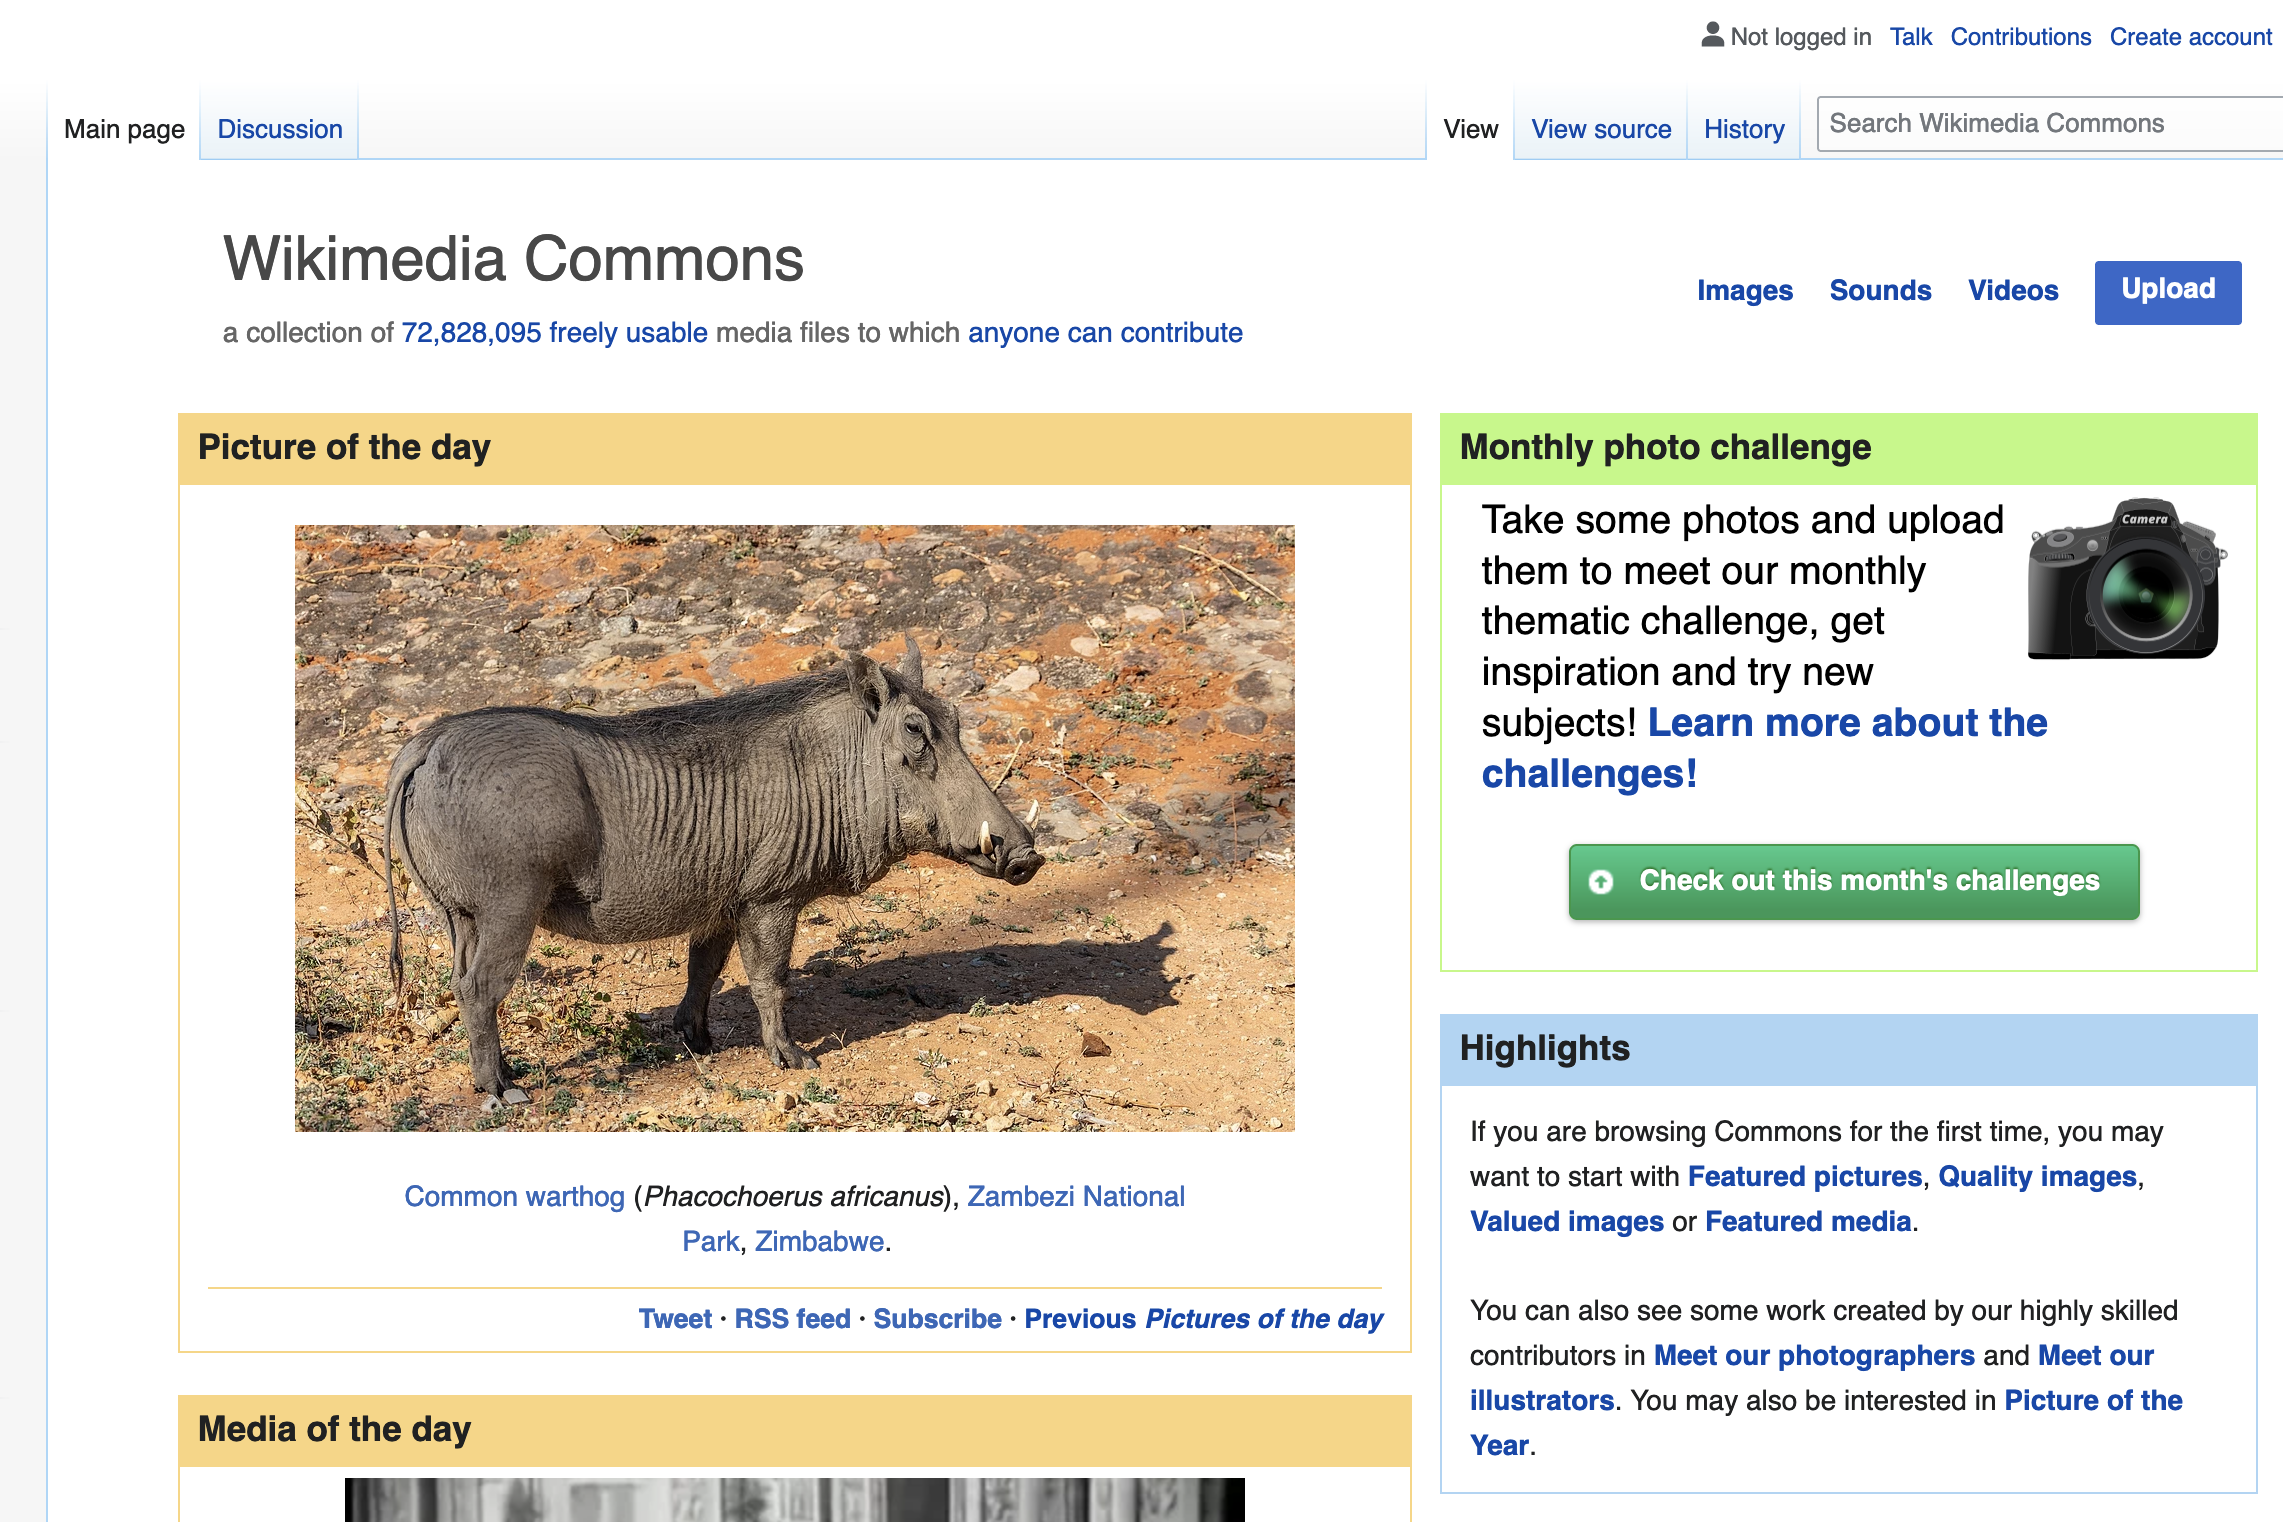 Not logged in Talk Contributions Create account
Main page Discussion View View source History Search Wikimedia Commons
Wikimedia Commons
a collection of 72,828,095 freely usable media files to which anyone can contribute
Images Sounds Videos Upload
Picture of the day
Common warthog (Phacochoerus africanus), Zambezi National
Park, Zimbabwe.
Tweet · RSS feed · Subscribe · Previous Pictures of the day
Media of the day
Monthly photo challenge
Take some photos and upload
them to meet our monthly
thematic challenge, get
inspiration and try new
subjects! Learn more about the
challenges!
Camera
Check out this month's challenges
Highlights
If you are browsing Commons for the first time, you may
want to start with Featured pictures, Quality images,
Valued images or Featured media.
You can also see some work created by our highly skilled
contributors in Meet our photographers and Meet our
illustrators. You may also be interested in Picture of the
Year.